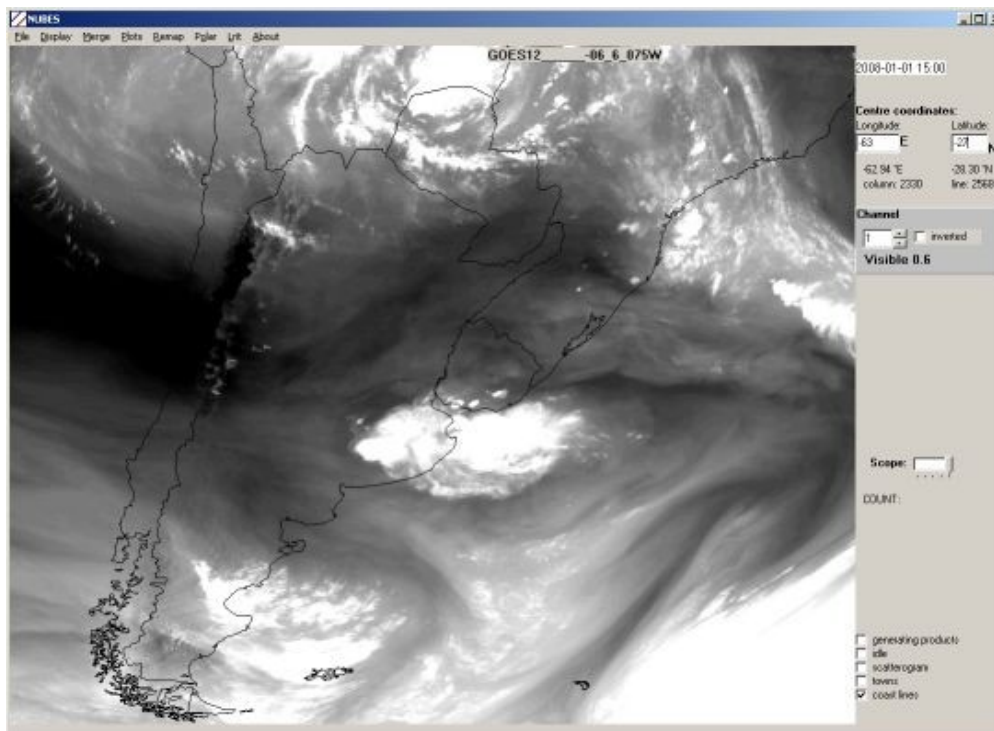 NUBES
File Display Merge Plots Remap Polar Lrit About
GOES12______-06_6_075W
2008-01-01 15:00
Centre coordinates:
Longitude: Latitude:
-63 E -27 N
-62.94 °E -28.30 °N
column: 2330 line: 2568
Channel
1 inverted
Visible 0.6
Scope:
COUNT:
generating products
idle
scatterogram
towns
coast lines